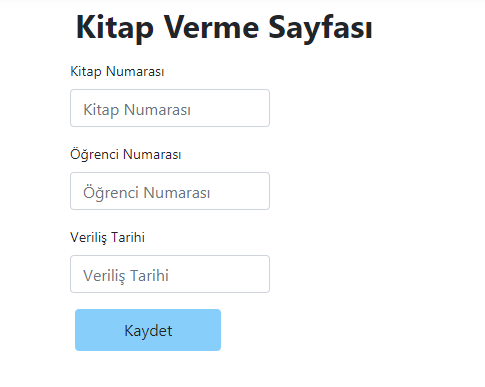 Kitap Verme Sayfası
Kitap Numarası
Kitap Numarası
Öğrenci Numarası
Öğrenci Numarası
Veriliş Tarihi
Veriliş Tarihi
Kaydet